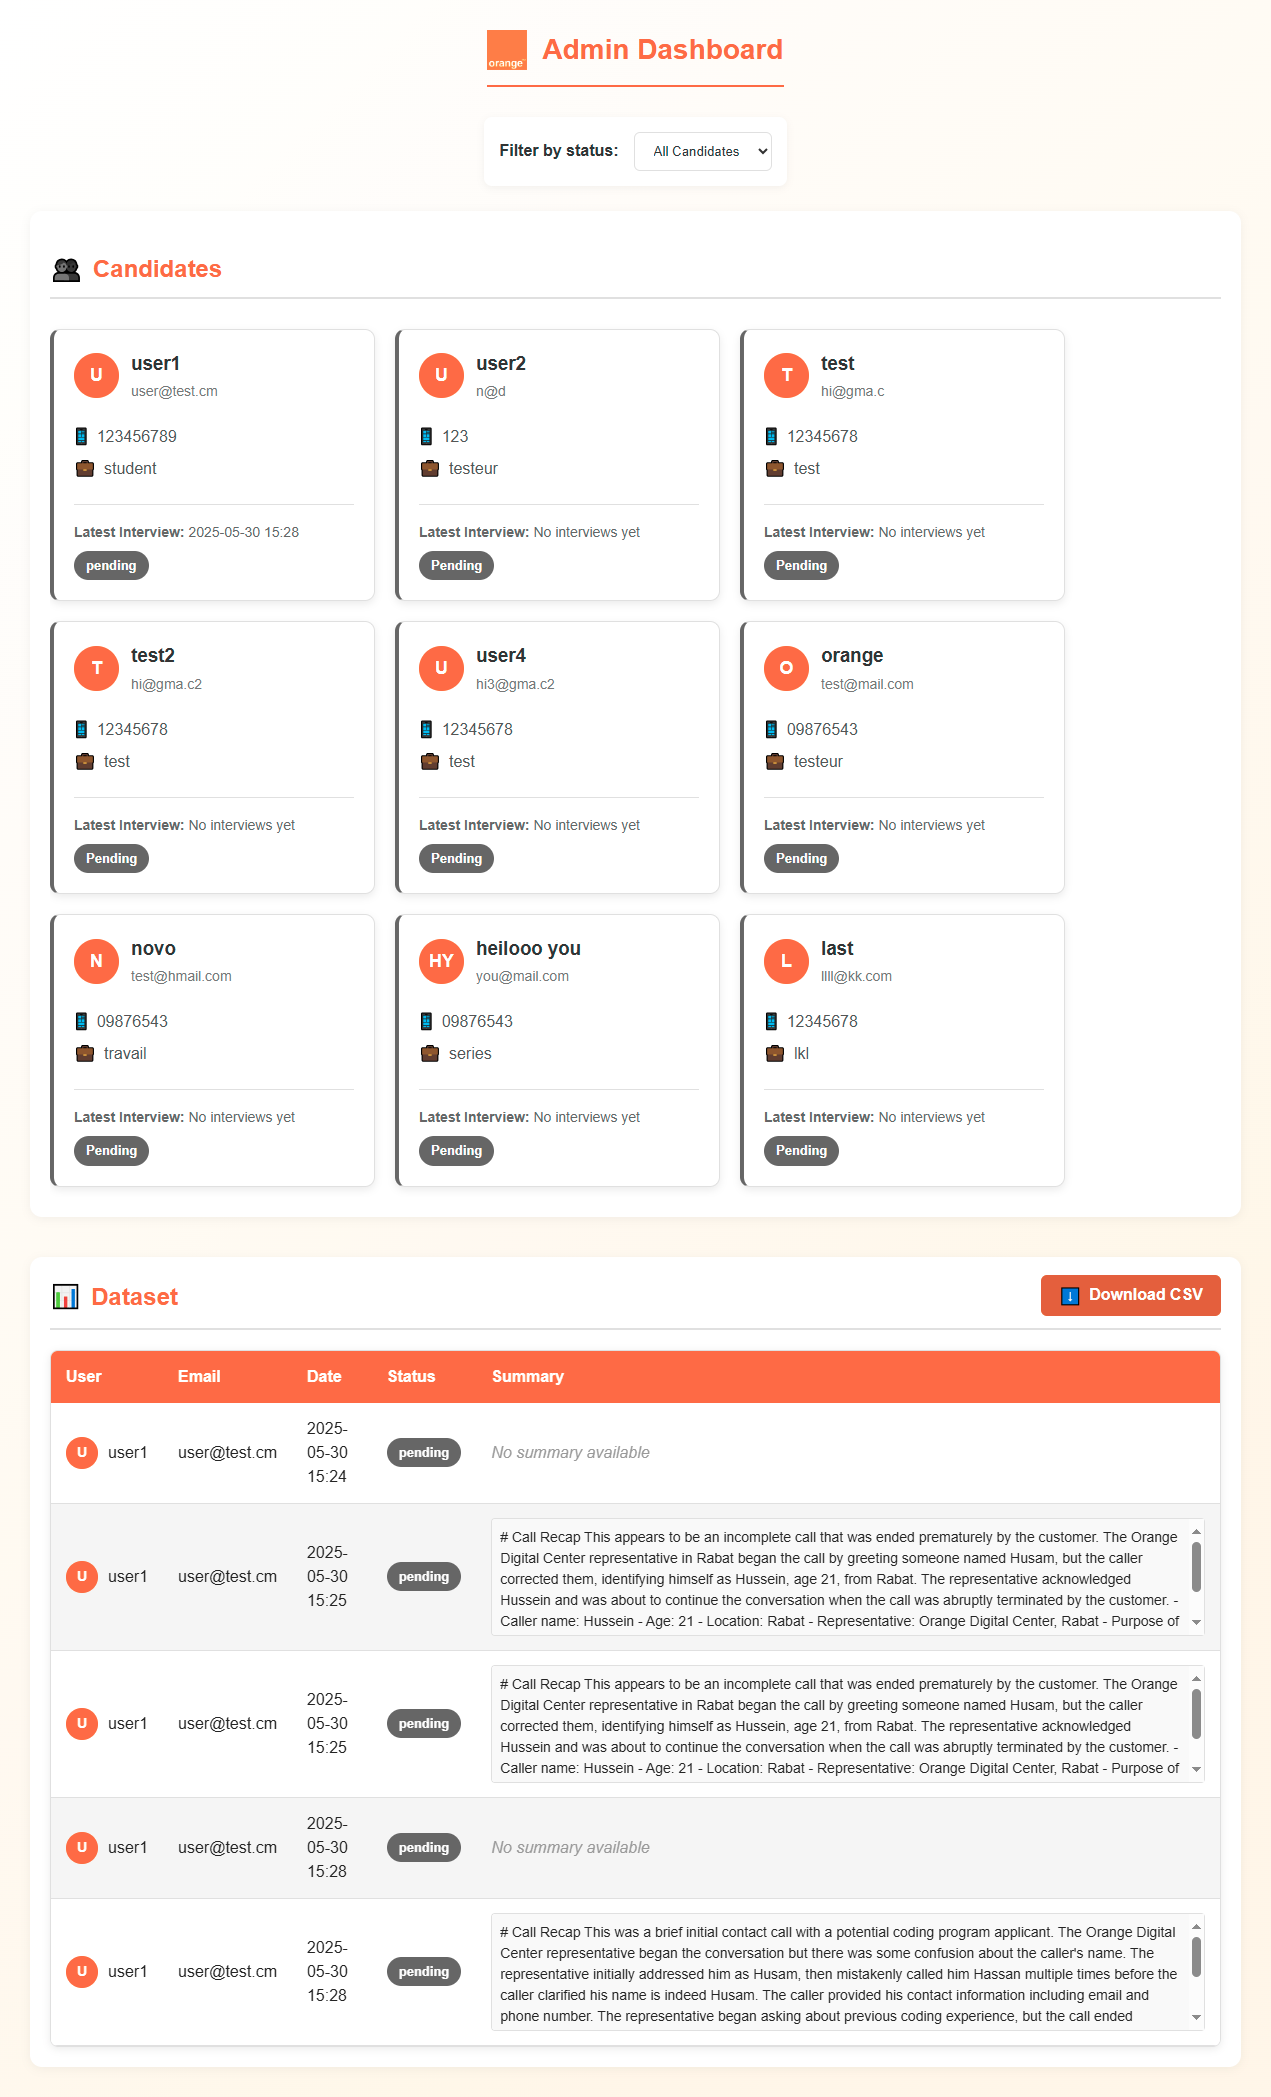 orange
Admin Dashboard
Filter by status: All Candidates
Candidates
U user1
user@test.cm
123456789
student
Latest Interview: 2025-05-30 15:28
pending
U user2
n@d
123
testeur
Latest Interview: No interviews yet
Pending
T test
hi@gma.c
12345678
test
Latest Interview: No interviews yet
Pending
T test2
hi@gma.c2
12345678
test
Latest Interview: No interviews yet
Pending
U user4
hi3@gma.c2
12345678
test
Latest Interview: No interviews yet
Pending
O orange
test@mail.com
09876543
testeur
Latest Interview: No interviews yet
Pending
N novo
test@hmail.com
09876543
travail
Latest Interview: No interviews yet
Pending
HY heilooo you
you@mail.com
09876543
series
Latest Interview: No interviews yet
Pending
L last
llll@kk.com
12345678
lkl
Latest Interview: No interviews yet
Pending
Dataset
Download CSV
User Email Date Status Summary
U user1 user@test.cm 2025-
05-30
15:24 pending No summary available
U user1 user@test.cm 2025-
05-30
15:25 pending
# Call Recap This appears to be an incomplete call that was ended prematurely by the customer. The Orange
Digital Center representative in Rabat began the call by greeting someone named Husam, but the caller
corrected them, identifying himself as Hussein, age 21, from Rabat. The representative acknowledged
Hussein and was about to continue the conversation when the call was abruptly terminated by the customer. -
Caller name: Hussein - Age: 21 - Location: Rabat - Representative: Orange Digital Center, Rabat - Purpose of
U user1 user@test.cm 2025-
05-30
15:25 pending
# Call Recap This appears to be an incomplete call that was ended prematurely by the customer. The Orange
Digital Center representative in Rabat began the call by greeting someone named Husam, but the caller
corrected them, identifying himself as Hussein, age 21, from Rabat. The representative acknowledged
Hussein and was about to continue the conversation when the call was abruptly terminated by the customer. -
Caller name: Hussein - Age: 21 - Location: Rabat - Representative: Orange Digital Center, Rabat - Purpose of
U user1 user@test.cm 2025-
05-30
15:28 pending No summary available
U user1 user@test.cm 2025-
05-30
15:28 pending
# Call Recap This was a brief initial contact call with a potential coding program applicant. The Orange Digital
Center representative began the conversation but there was some confusion about the caller's name. The
representative initially addressed him as Husam, then mistakenly called him Hassan multiple times before the
caller clarified his name is indeed Husam. The caller provided his contact information including email and
phone number. The representative began asking about previous coding experience, but the call ended